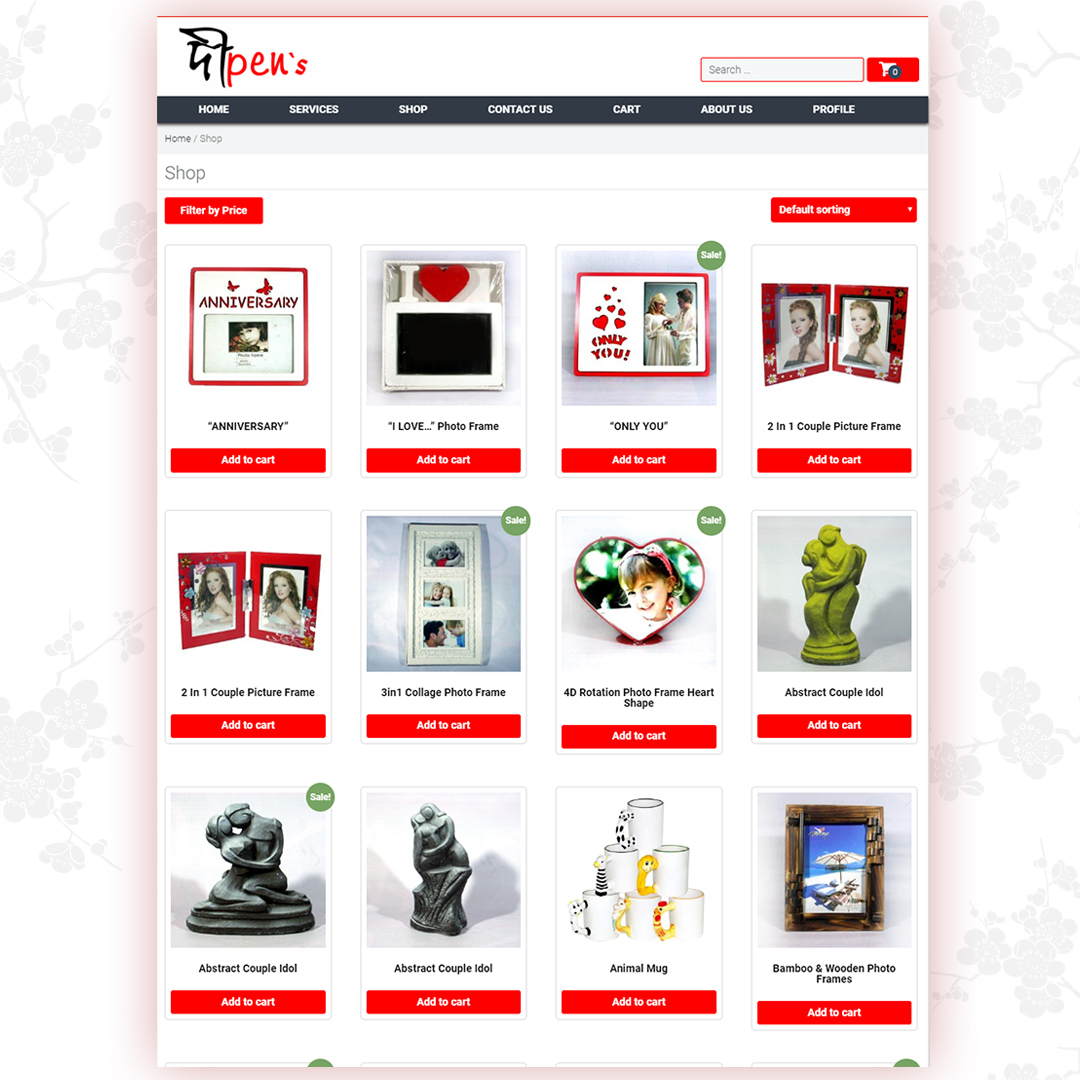 दीpen`s
Search ...
0
HOME SERVICES SHOP CONTACT US CART ABOUT US PROFILE
Home / Shop
Shop
Filter by Price
Default sorting
Sale!
ANNIVERSARY
Photo frame
I
ONLY
YOU!
“ANNIVERSARY”
“I LOVE…” Photo Frame
“ONLY YOU”
2 In 1 Couple Picture Frame
Add to cart
Add to cart
Add to cart
Add to cart
Sale!
Sale!
2 In 1 Couple Picture Frame
3in1 Collage Photo Frame
4D Rotation Photo Frame Heart
Shape
Abstract Couple Idol
Add to cart
Add to cart
Add to cart
Add to cart
Sale!
Abstract Couple Idol
Abstract Couple Idol
Animal Mug
Bamboo & Wooden Photo
Frames
Add to cart
Add to cart
Add to cart
Add to cart